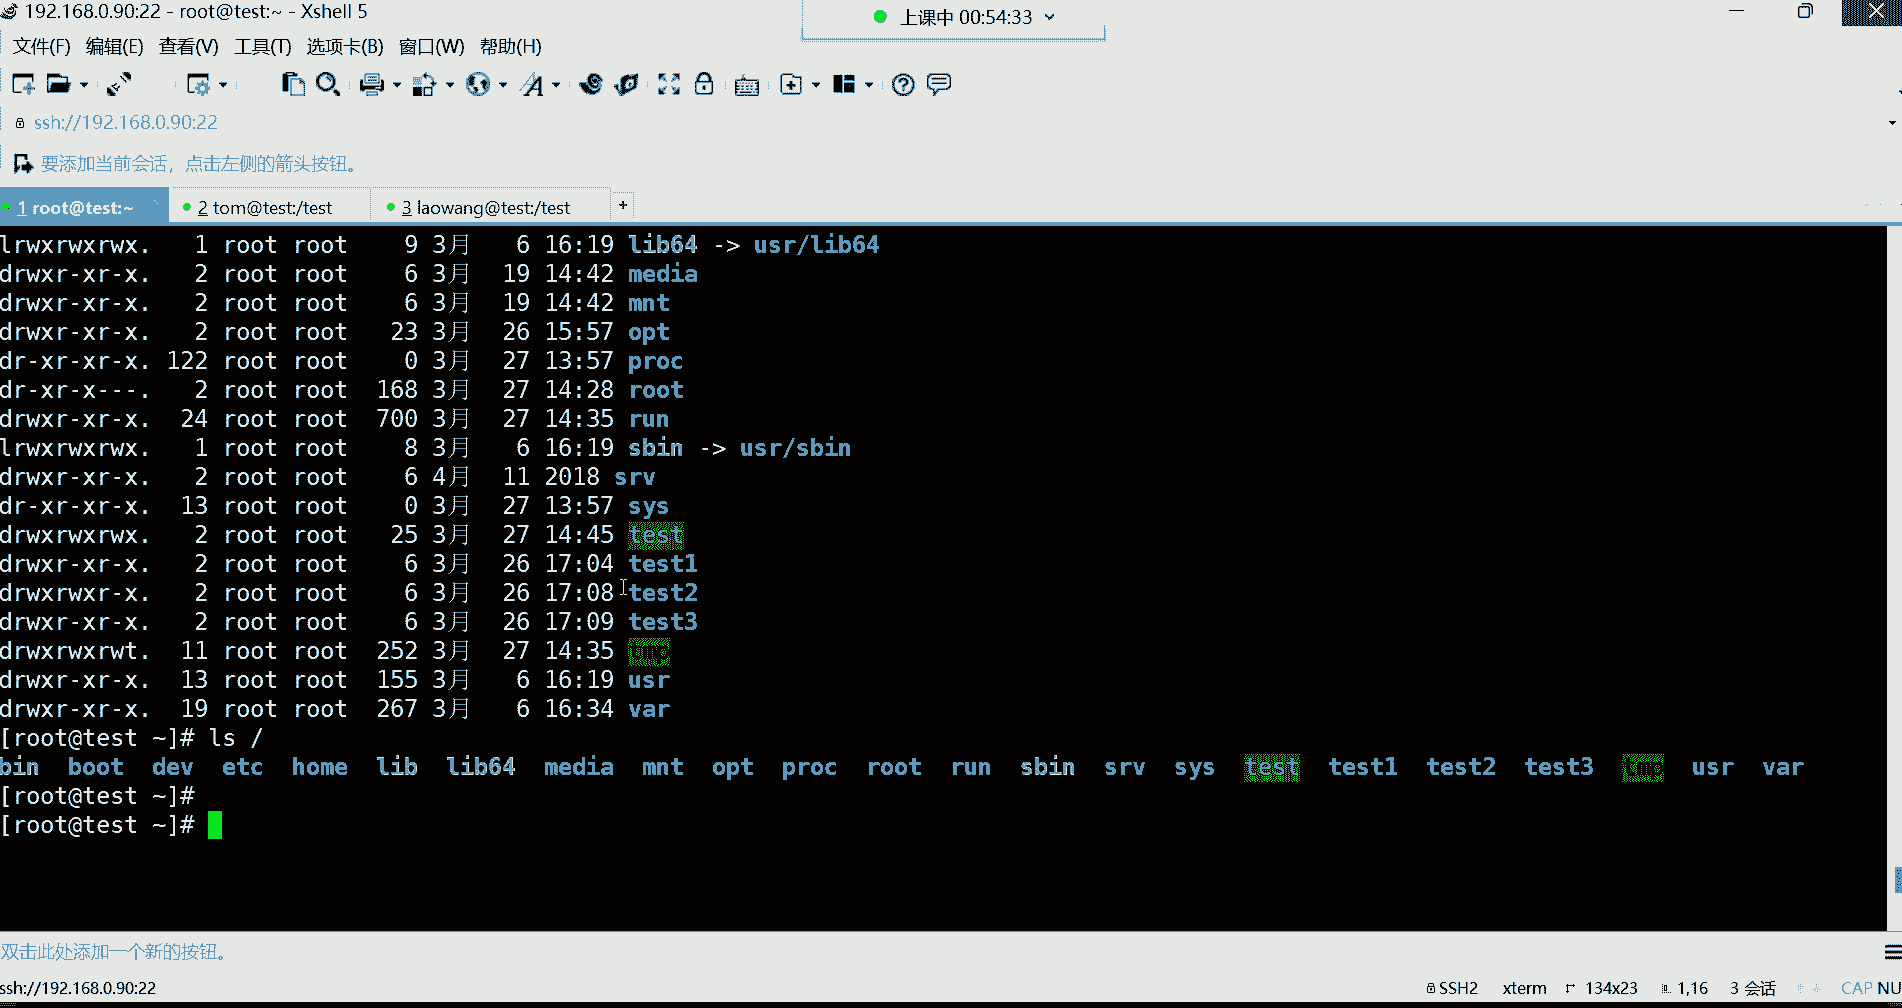 192.168.0.90:22 - root@test:~ - Xshell 5
上课中 00:54:33
文件(F) 编辑(E) 查看(V) 工具(T) 选项卡(B) 窗口(W) 帮助(H)
ssh://192.168.0.90:22
要添加当前会话，点击左侧的箭头按钮。
1 root@test:~ 2 tom@test:/test 3 laowang@test:/test +
lrwxrwxrwx. 1 root root 9 3月 6 16:19 lib64 -> usr/lib64
drwxr-xr-x. 2 root root 6 3月 19 14:42 media
drwxr-xr-x. 2 root root 6 3月 19 14:42 mnt
drwxr-xr-x. 2 root root 23 3月 26 15:57 opt
dr-xr-xr-x. 122 root root 0 3月 27 13:57 proc
dr-xr-x---. 2 root root 168 3月 27 14:28 root
drwxr-xr-x. 24 root root 700 3月 27 14:35 run
lrwxrwxrwx. 1 root root 8 3月 6 16:19 sbin -> usr/sbin
drwxr-xr-x. 2 root root 6 4月 11 2018 srv
dr-xr-xr-x. 13 root root 0 3月 27 13:57 sys
drwxrwxrwx. 2 root root 25 3月 27 14:45 test
drwxr-xr-x. 2 root root 6 3月 26 17:04 test1
drwxrwxr-x. 2 root root 6 3月 26 17:08 test2
drwxr-xr-x. 2 root root 6 3月 26 17:09 test3
drwxrwxrwt. 11 root root 252 3月 27 14:35 tmp
drwxr-xr-x. 13 root root 155 3月 6 16:19 usr
drwxr-xr-x. 19 root root 267 3月 6 16:34 var
[root@test ~]# ls /
bin boot dev etc home lib lib64 media mnt opt proc root run sbin srv sys test test1 test2 test3 tmp usr var
[root@test ~]#
[root@test ~]#
双击此处添加一个新的按钮。
ssh://192.168.0.90:22 SSH2 xterm 134x23 1,16 3 会话 CAP NU